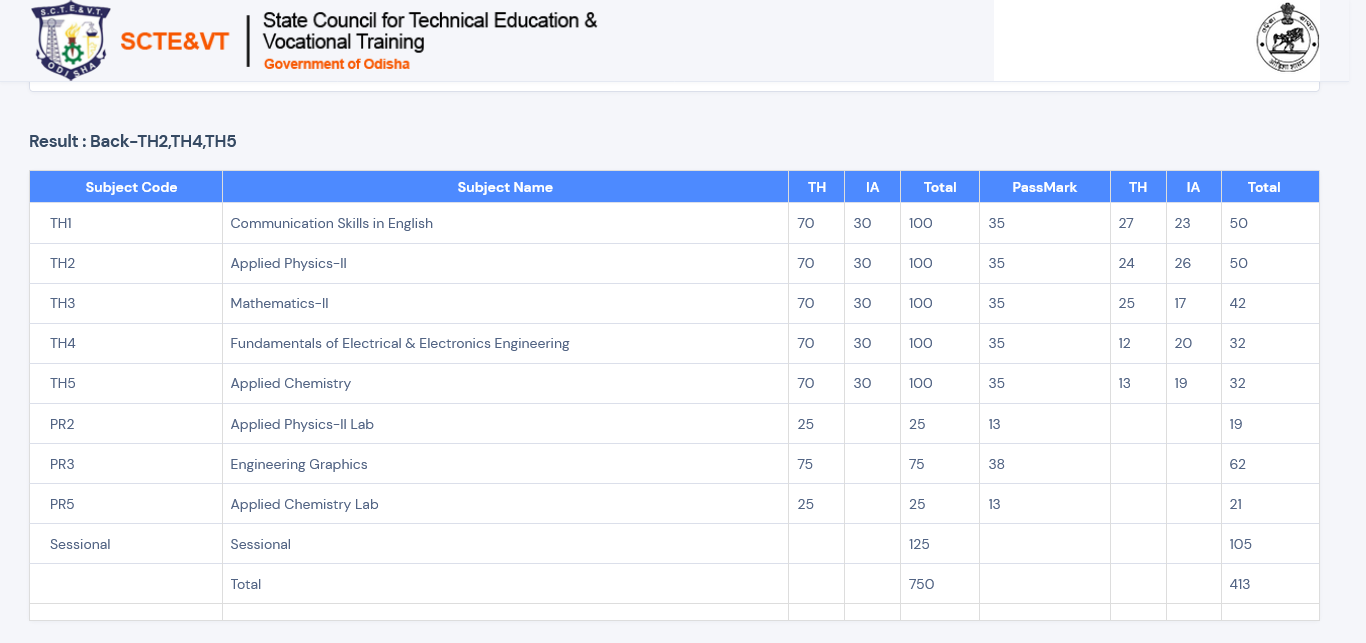 S.C.T.E.&V.T.
ODISHA
SCTE&VT
State Council for Technical Education &
Vocational Training
Government of Odisha
Result : Back-TH2,TH4,TH5
Subject Code Subject Name TH IA Total PassMark TH IA Total
TH1 Communication Skills in English 70 30 100 35 27 23 50
TH2 Applied Physics-II 70 30 100 35 24 26 50
TH3 Mathematics-II 70 30 100 35 25 17 42
TH4 Fundamentals of Electrical & Electronics Engineering 70 30 100 35 12 20 32
TH5 Applied Chemistry 70 30 100 35 13 19 32
PR2 Applied Physics-II Lab 25 25 13 19
PR3 Engineering Graphics 75 75 38 62
PR5 Applied Chemistry Lab 25 25 13 21
Sessional Sessional 125 105
Total 750 413